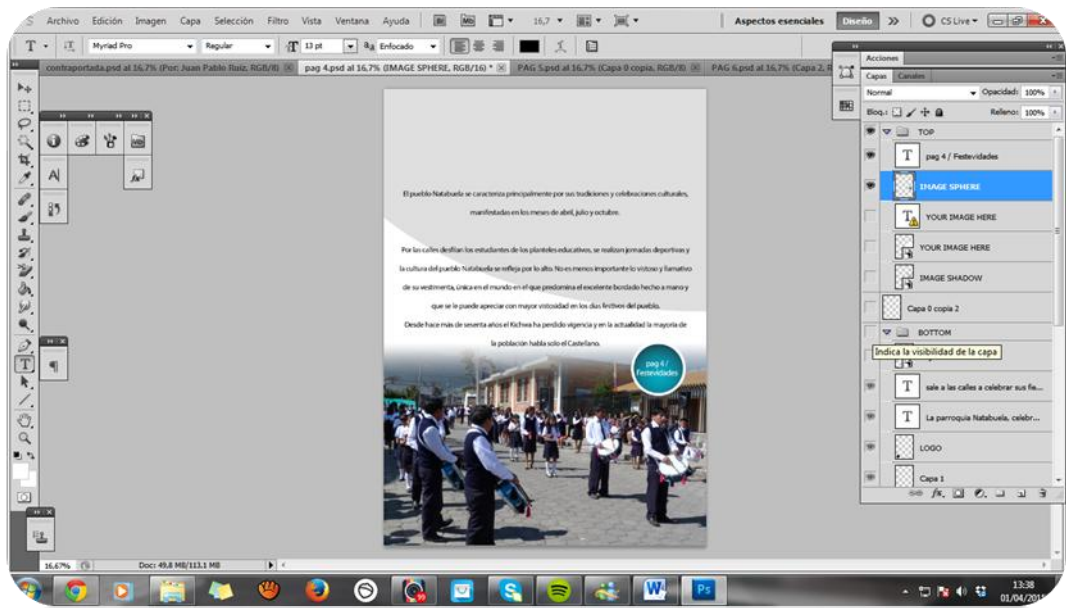 Archivo Edición Imagen Capa Selección Filtro Vista Ventana Ayuda 16,7 Aspectos esenciales Diseño CS Live
Myriad Pro Regular 13 pt Enfocado
contraportada.psd al 16,7% (Por: Juan Pablo Ruiz, RGB/8) pag 4.psd al 16,7% (IMAGE SPHERE, RGB/16) * PAG 5.psd al 16,7% (Capa 0 copia, RGB/8) PAG 6.psd al 16,7% (Capa 2, R
Acciones
Capas Canales
Normal Opacidad: 100%
Bloq.: Relleno: 100%
TOP
pag 4 / Festevidades
IMAGE SPHERE
YOUR IMAGE HERE
YOUR IMAGE HERE
IMAGE SHADOW
Capa 0 copia 2
BOTTOM
Indica la visibilidad de la capa
sale a las calles a celebrar sus fie...
La parroquia Natabuela, celebr...
LOGO
Capa 1
El pueblo Natabuela se caracteriza principalmente por sus tradiciones y celebraciones culturales,
manifestadas en los meses de abril, julio y octubre.
Por las calles desfilan los estudiantes de los planteles educativos, se realizan jornadas deportivas y
la cultura del pueblo Natabuela se refleja por lo alto. No es menos importante lo vistoso y llamativo
de su vestimenta, única en el mundo en el que predomina el excelente bordado hecho a mano y
que se le puede apreciar con mayor vistosidad en los días festivos del pueblo.
Desde hace más de sesenta años el Kichwa ha perdido vigencia y en la actualidad la mayoría de
la población habla solo el Castellano.
pag 4 /
Festevidades
16,67% Doc: 49,8 MB/113,1 MB
13:38
01/04/201